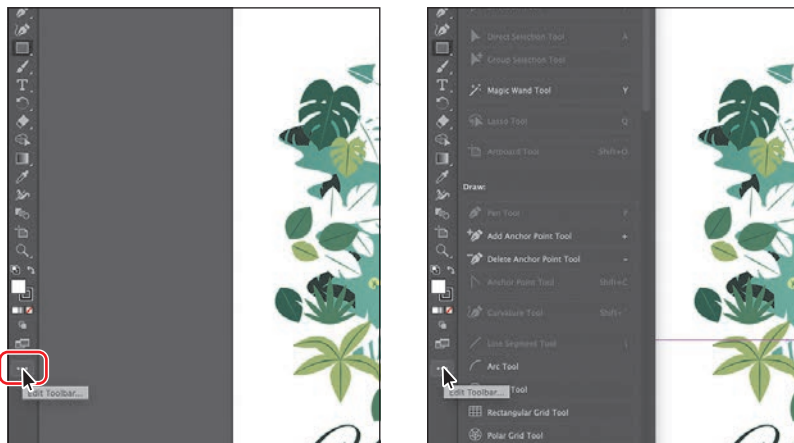 Edit Toolbar...
Direct Selection Tool A
Group Selection Tool
Magic Wand Tool Y
Lasso Tool Q
Artboard Tool Shift+O
Draw:
Pen Tool P
Add Anchor Point Tool +
Delete Anchor Point Tool -
Anchor Point Tool Shift+C
Curvature Tool Shift+`
Line Segment Tool \
Arc Tool
Tool
Edit Toolbar...
Rectangular Grid Tool
Polar Grid Tool